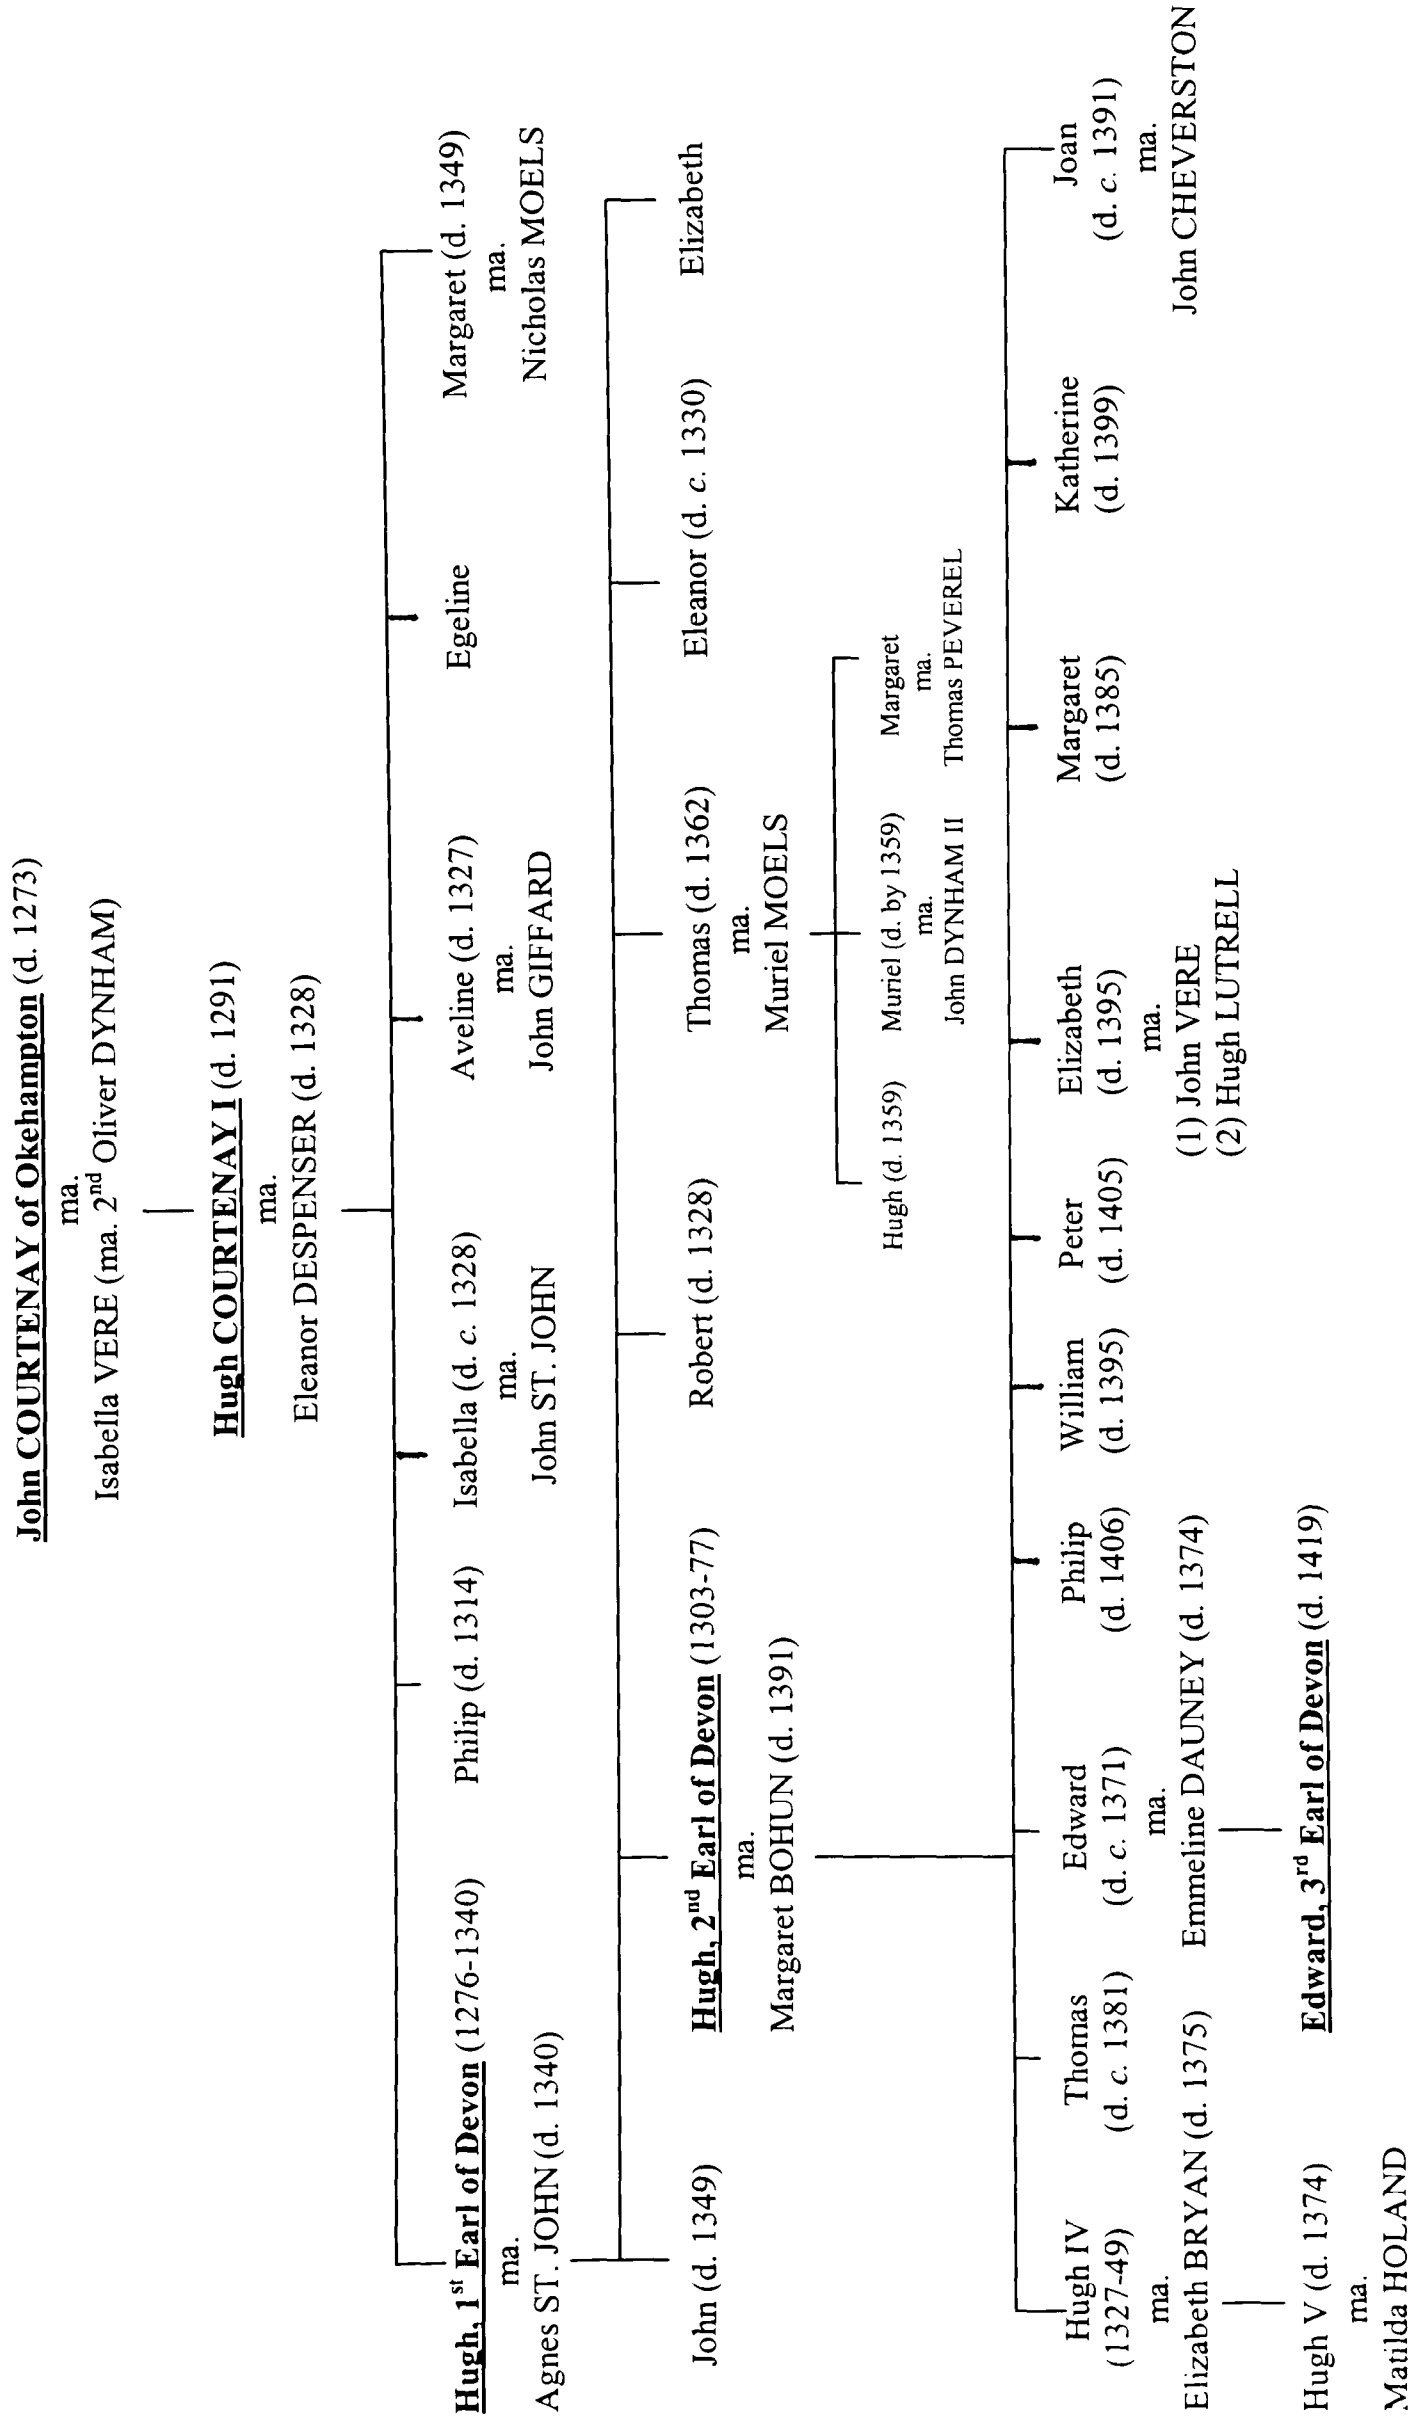 John COURTENAY of Okehampton (d. 1273)
ma.
Isabella VERE (ma. 2nd Oliver DYNHAM)
Hugh COURTENAY I (d. 1291)
ma.
Eleanor DESPENSER (d. 1328)
Hugh, 1st Earl of Devon (1276-1340)
ma.
Agnes ST. JOHN (d. 1340)
Philip (d. 1314)
Isabella (d. c. 1328)
ma.
John ST. JOHN
Aveline (d. 1327)
ma.
John GIFFARD
Egeline
Margaret (d. 1349)
ma.
Nicholas MOELS
John (d. 1349)
Hugh, 2nd Earl of Devon (1303-77)
ma.
Margaret BOHUN (d. 1391)
Robert (d. 1328)
Thomas (d. 1362)
ma.
Muriel MOELS
Eleanor (d. c. 1330)
Elizabeth
Hugh (d. 1359)
Muriel (d. by 1359)
ma.
John DYNHAM II
Margaret
ma.
Thomas PEVEREL
Hugh IV
(1327-49)
ma.
Elizabeth BRYAN (d. 1375)
Thomas
(d. c. 1381)
Edward
(d. c. 1371)
ma.
Emmeline DAUNEY (d. 1374)
Philip
(d. 1406)
William
(d. 1395)
Peter
(d. 1405)
Elizabeth
(d. 1395)
ma.
(1) John VERE
(2) Hugh LUTRELL
Margaret
(d. 1385)
Katherine
(d. 1399)
Joan
(d. c. 1391)
ma.
John CHEVERSTON
Hugh V (d. 1374)
ma.
Matilda HOLAND
Edward, 3rd Earl of Devon (d. 1419)